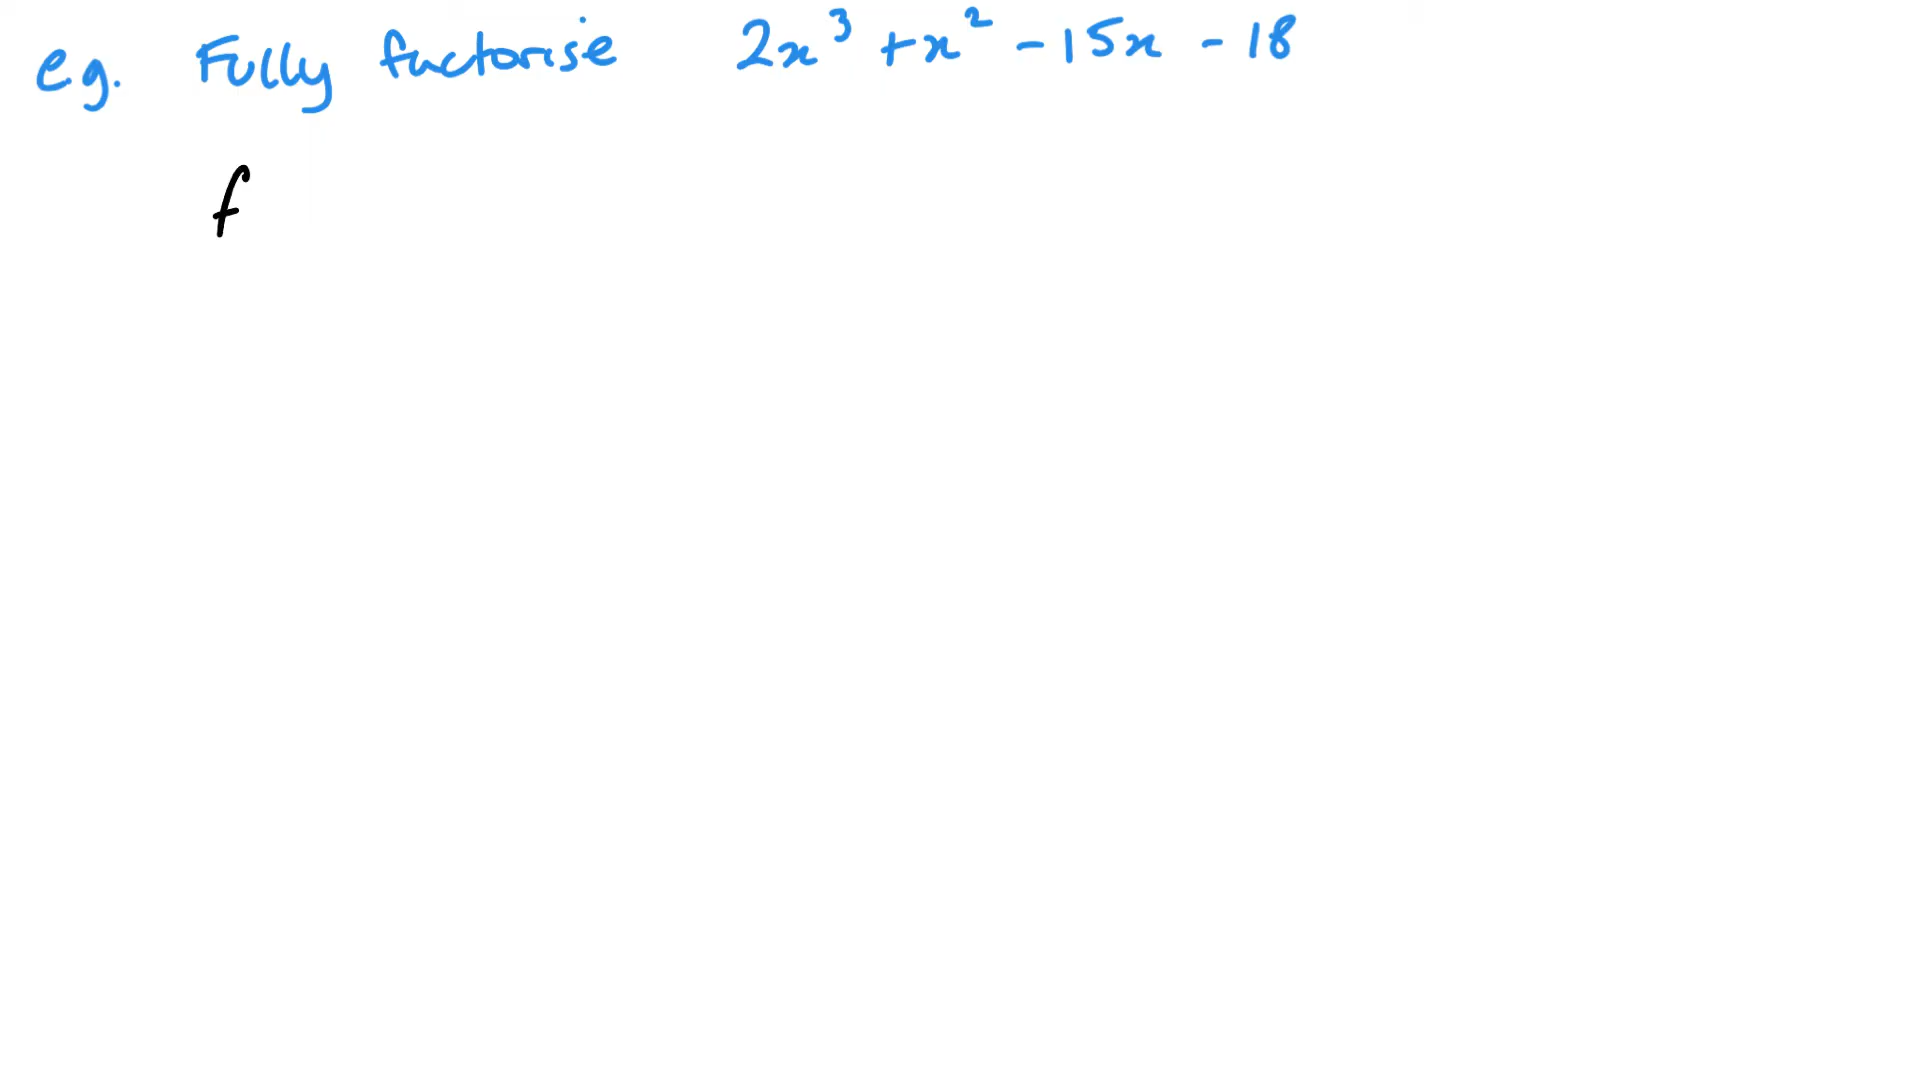 e.g. Fully factorise 2x³ + x² - 15x - 18
f